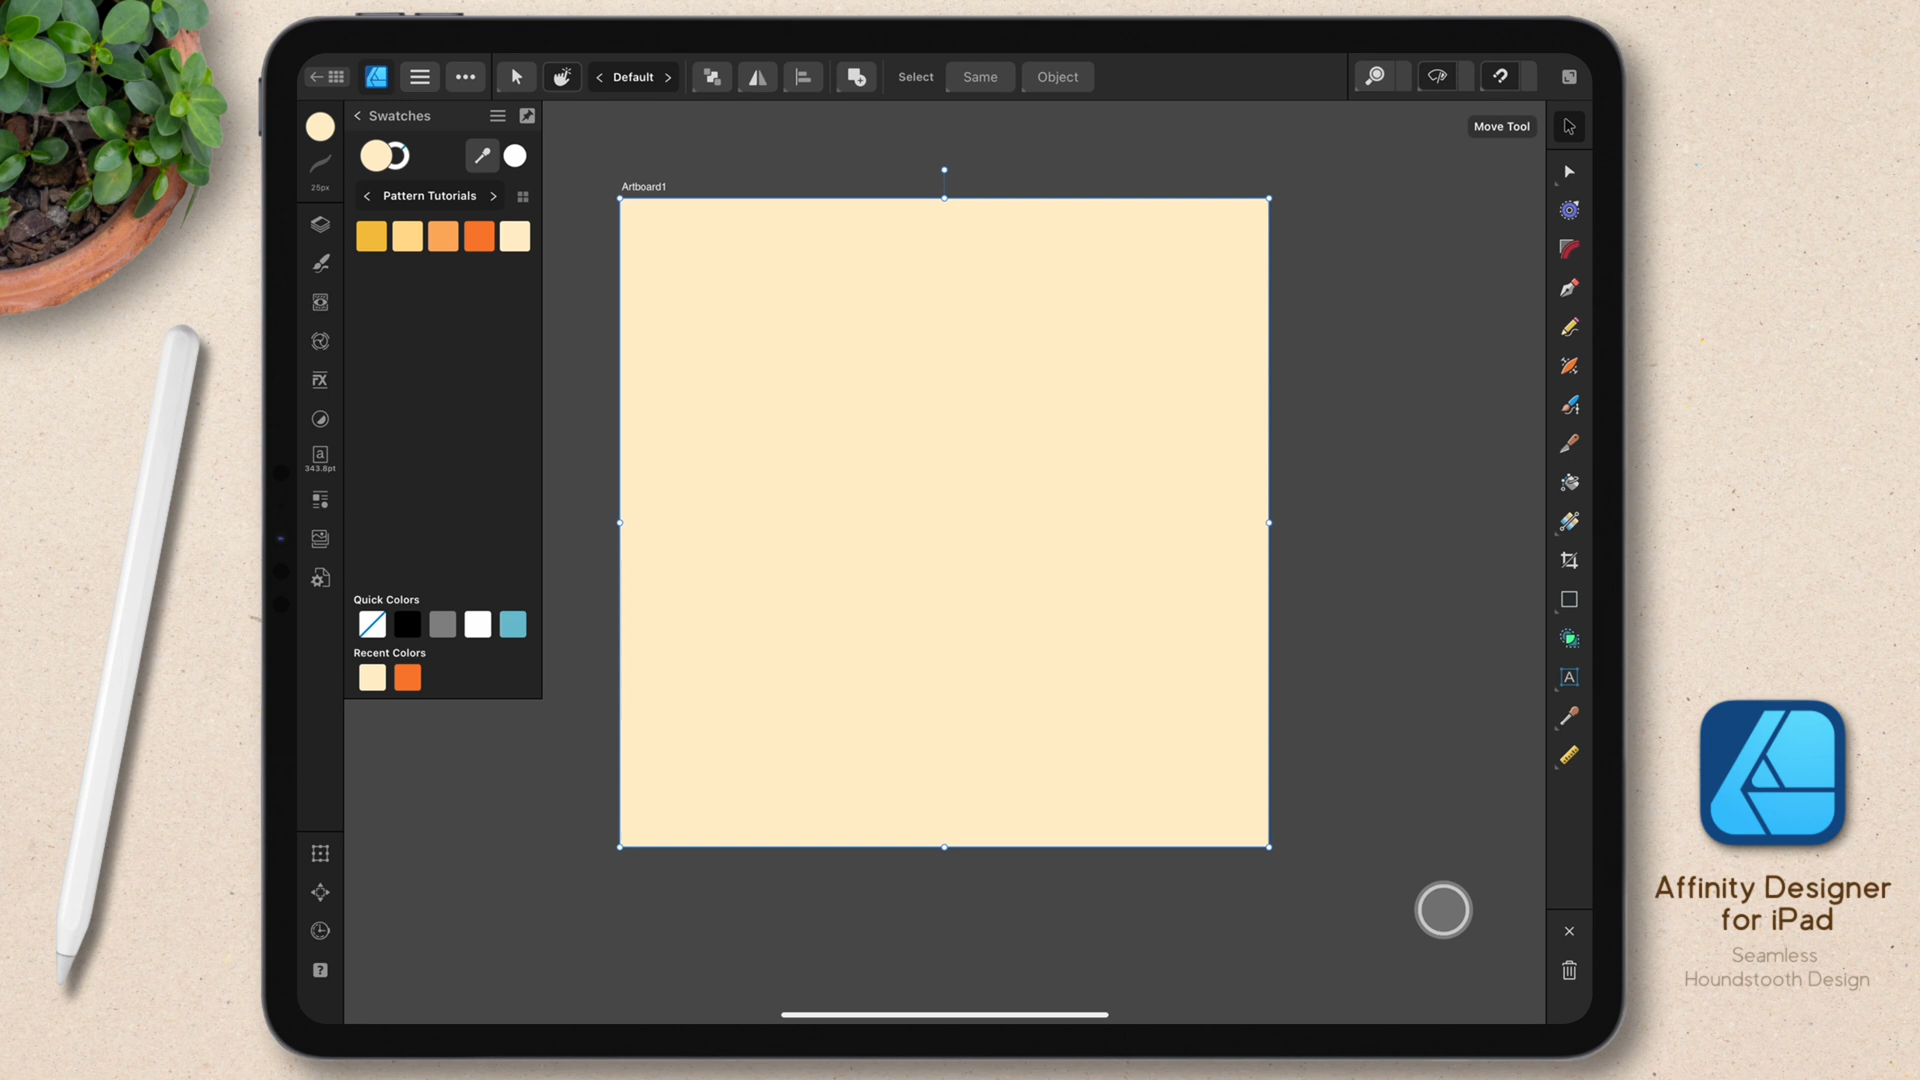 Default
Select
Same
Object
Swatches
Move Tool
25px
Pattern Tutorials
Artboard1
FX
a
343.8pt
A
Quick Colors
Recent Colors
?
Affinity Designer
for iPad
Seamless
Houndstooth Design